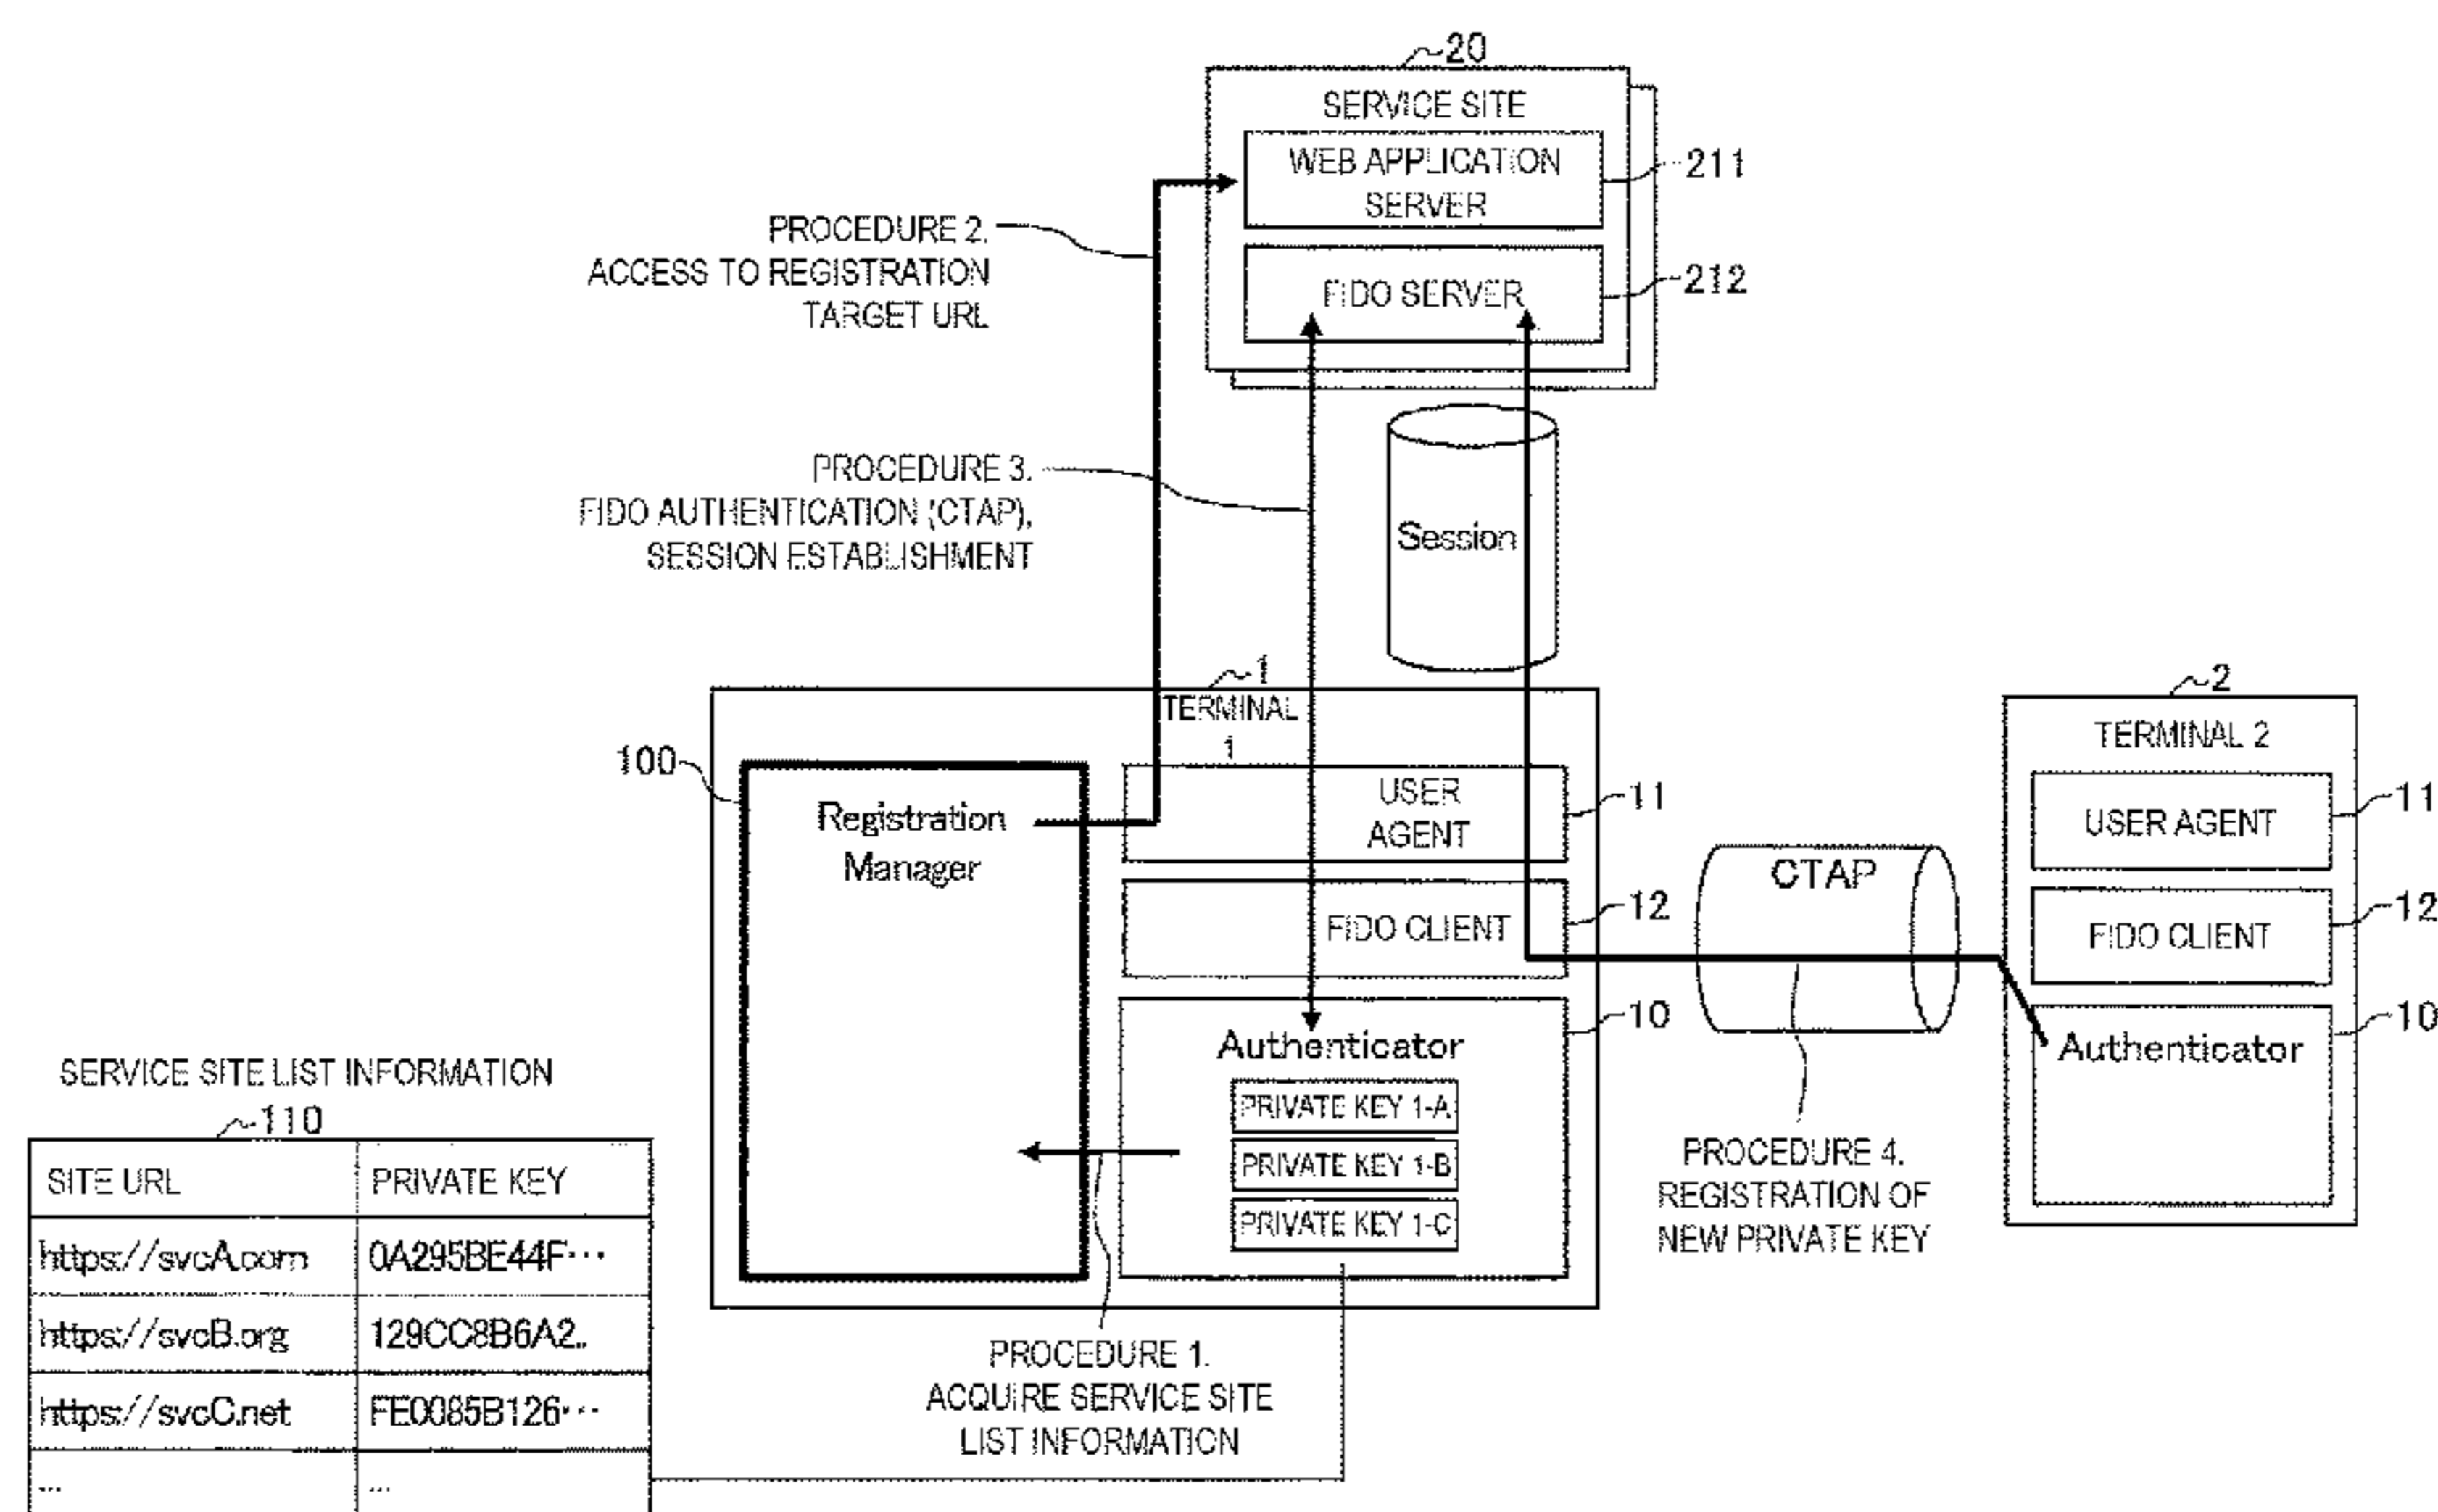 20
SERVICE SITE
WEB APPLICATION
SERVER
211
FIDO SERVER
212
PROCEDURE 2.
ACCESS TO REGISTRATION
TARGET URL
PROCEDURE 3.
FIDO AUTHENTICATION (CTAP),
SESSION ESTABLISHMENT
Session
1
TERMINAL
1
100
Registration
Manager
USER
AGENT
11
FIDO CLIENT
12
10
Authenticator
PRIVATE KEY 1-A
PRIVATE KEY 1-B
PRIVATE KEY 1-C
CTAP
PROCEDURE 4.
REGISTRATION OF
NEW PRIVATE KEY
2
TERMINAL 2
USER AGENT
11
FIDO CLIENT
12
Authenticator
10
SERVICE SITE LIST INFORMATION
110
SITE URL PRIVATE KEY
https://svcA.com 0A295BE44F···
https://svcB.org 129CC8B6A2..
https://svcC.net FE0085B126···
... ...
PROCEDURE 1.
ACQUIRE SERVICE SITE
LIST INFORMATION